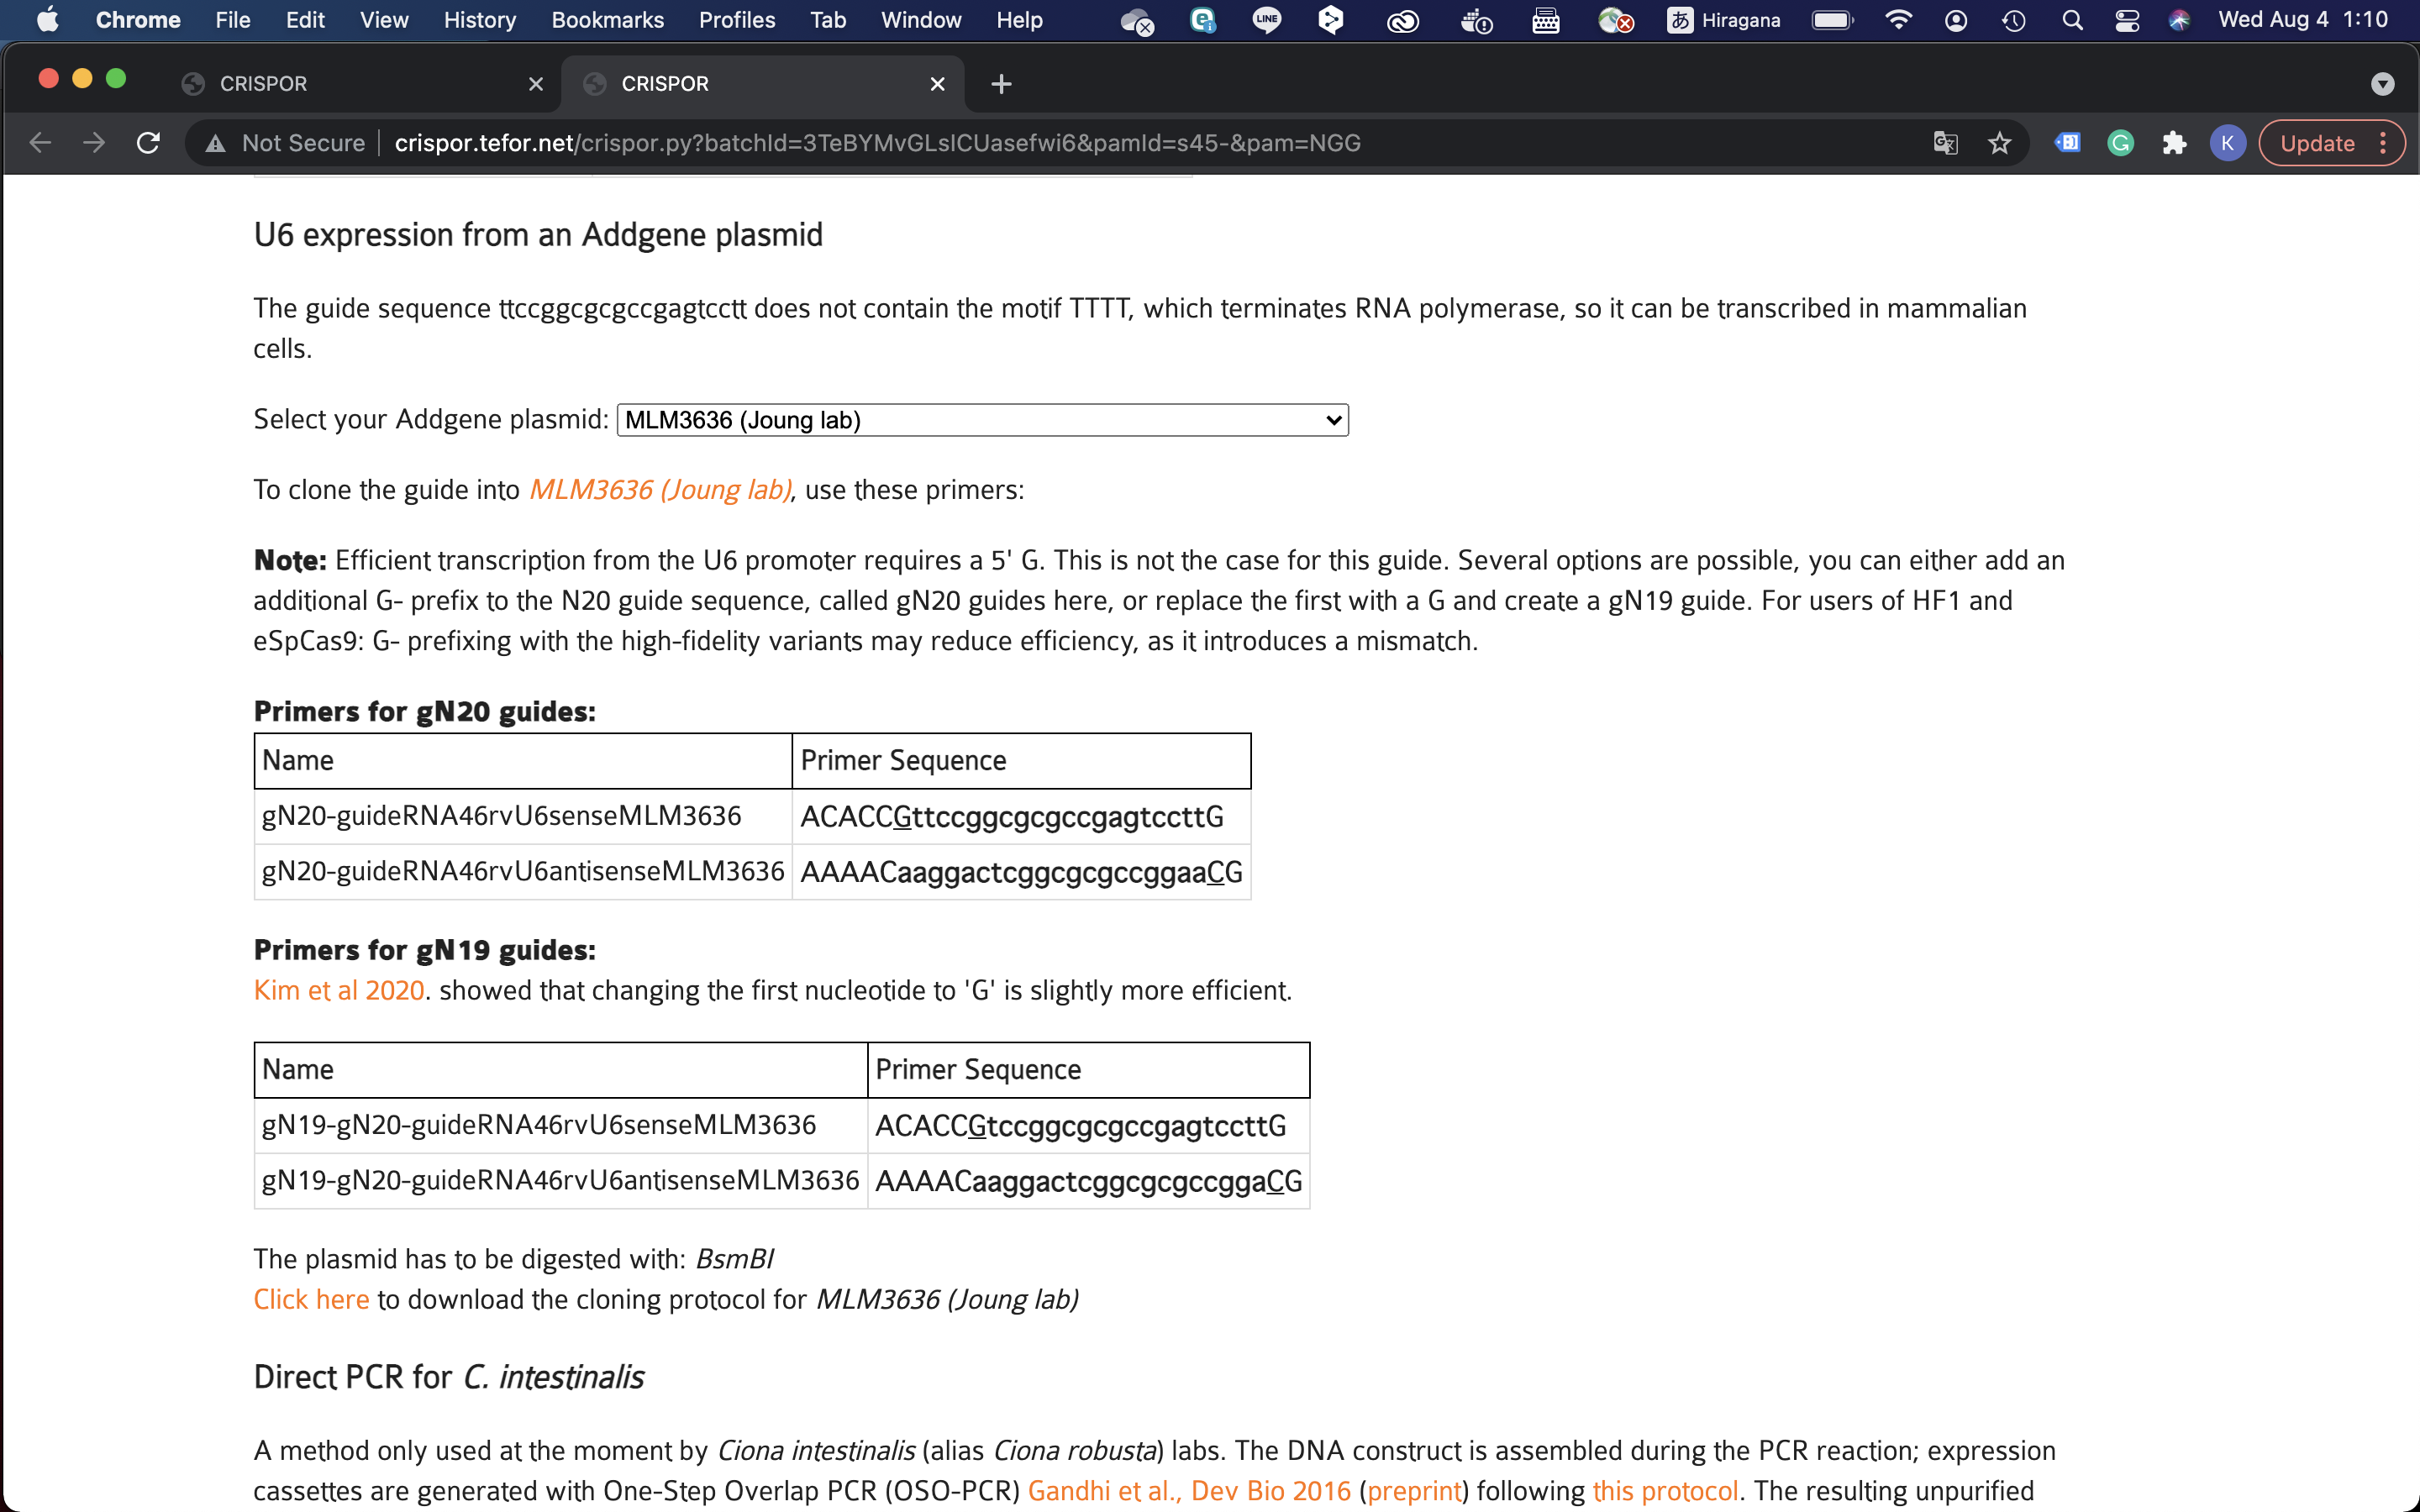 Chrome File Edit View History Bookmarks Profiles Tab Window Help LINE あ Hiragana Wed Aug 4 1:10
CRISPOR CRISPOR
Not Secure crispor.tefor.net/crispor.py?batchId=3TeBYMvGLsICUasefwi6&pamId=s45-&pam=NGG K Update
U6 expression from an Addgene plasmid
The guide sequence ttccggcgcgccgagtcctt does not contain the motif TTTT, which terminates RNA polymerase, so it can be transcribed in mammalian
cells.
Select your Addgene plasmid: MLM3636 (Joung lab)
To clone the guide into MLM3636 (Joung lab), use these primers:
Note: Efficient transcription from the U6 promoter requires a 5' G. This is not the case for this guide. Several options are possible, you can either add an
additional G- prefix to the N20 guide sequence, called gN20 guides here, or replace the first with a G and create a gN19 guide. For users of HF1 and
eSpCas9: G- prefixing with the high-fidelity variants may reduce efficiency, as it introduces a mismatch.
Primers for gN20 guides:
Name Primer Sequence
gN20-guideRNA46rvU6senseMLM3636 ACACCGttccggcgcgccgagtccttG
gN20-guideRNA46rvU6antisenseMLM3636 AAAACaaggactcggcgcgccggaaCG
Primers for gN19 guides:
Kim et al 2020. showed that changing the first nucleotide to 'G' is slightly more efficient.
Name Primer Sequence
gN19-gN20-guideRNA46rvU6senseMLM3636 ACACCGtccggcgcgccgagtccttG
gN19-gN20-guideRNA46rvU6antisenseMLM3636 AAAACaaggactcggcgcgccggaCG
The plasmid has to be digested with: BsmBI
Click here to download the cloning protocol for MLM3636 (Joung lab)
Direct PCR for C. intestinalis
A method only used at the moment by Ciona intestinalis (alias Ciona robusta) labs. The DNA construct is assembled during the PCR reaction; expression
cassettes are generated with One-Step Overlap PCR (OSO-PCR) Gandhi et al., Dev Bio 2016 (preprint) following this protocol. The resulting unpurified